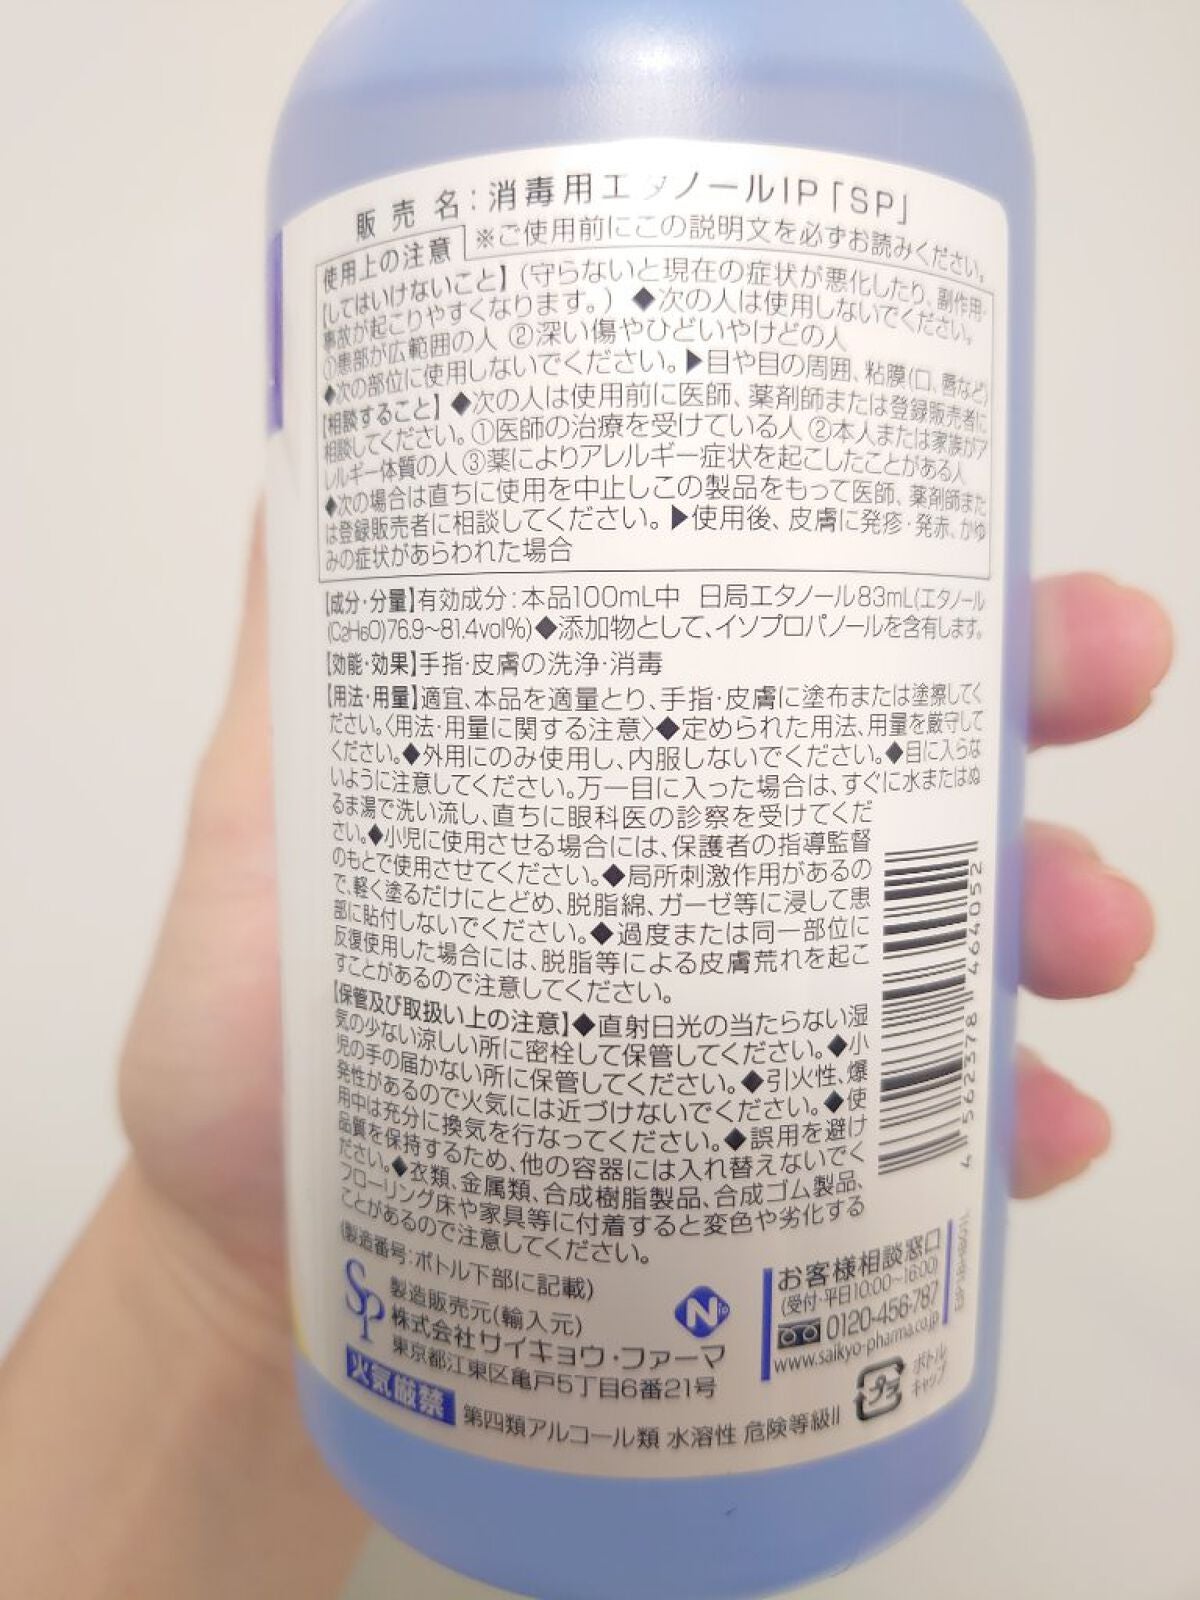 販売名:消毒用エタノールIP「SP」
使用上の注意 ※ご使用前にこの説明文を必ずお読みください。
【してはいけないこと】(守らないと現在の症状が悪化したり、副作用・
事故が起こりやすくなります。) ◆次の人は使用しないでください。
①患部が広範囲の人 ②深い傷やひどいやけどの人
◆次の部位に使用しないでください。▶目や目の周囲、粘膜(口、唇など)
【相談すること】◆次の人は使用前に医師、薬剤師または登録販売者に
相談してください。①医師の治療を受けている人 ②本人または家族がア
レルギー体質の人 ③薬によりアレルギー症状を起こしたことがある人
◆次の場合は直ちに使用を中止しこの製品をもって医師、薬剤師また
は登録販売者に相談してください。▶使用後、皮膚に発疹・発赤、かゆ
みの症状があらわれた場合
【成分・分量】有効成分:本品100mL中 日局エタノール83mL(エタノール
(C2H6O)76.9~81.4vol%)◆添加物として、イソプロパノールを含有します。
【効能・効果】手指・皮膚の洗浄・消毒
【用法・用量】適宜、本品を適量とり、手指・皮膚に塗布または塗擦してく
ださい。〈用法・用量に関する注意〉◆定められた用法、用量を厳守して
ください。◆外用にのみ使用し、内服しないでください。◆目に入らな
いように注意してください。万一目に入った場合は、すぐに水またはぬ
るま湯で洗い流し、直ちに眼科医の診察を受けてくだ
さい。◆小児に使用させる場合には、保護者の指導監督
のもとで使用させてください。◆局所刺激作用があるの
で、軽く塗るだけにとどめ、脱脂綿、ガーゼ等に浸して患
部に貼付しないでください。◆過度または同一部位に
反復使用した場合には、脱脂等による皮膚荒れを起こ
すことがあるので注意してください。
【保管及び取扱い上の注意】◆直射日光の当たらない湿
気の少ない涼しい所に密栓して保管してください。◆小
児の手の届かない所に保管してください。◆引火性、爆
発性があるので火気には近づけないでください。◆使
用中は充分に換気を行なってください。◆誤用を避け
品質を保持するため、他の容器には入れ替えないでく
ださい。◆衣類、金属類、合成樹脂製品、合成ゴム製品、
フローリング床や家具等に付着すると変色や劣化する
ことがあるので注意してください。
(製造番号:ボトル下部に記載)
4 562378 464052
SP
製造販売元(輸入元)
株式会社サイキョウ・ファーマ
東京都江東区亀戸5丁目6番21号
N
お客様相談窓口
(受付・平日10:00~16:00)
0120-456-787
www.saikyo-pharma.co.jp
ボトル
キャップ
プラ
火気厳禁
第四類アルコール類 水溶性 危険等級II